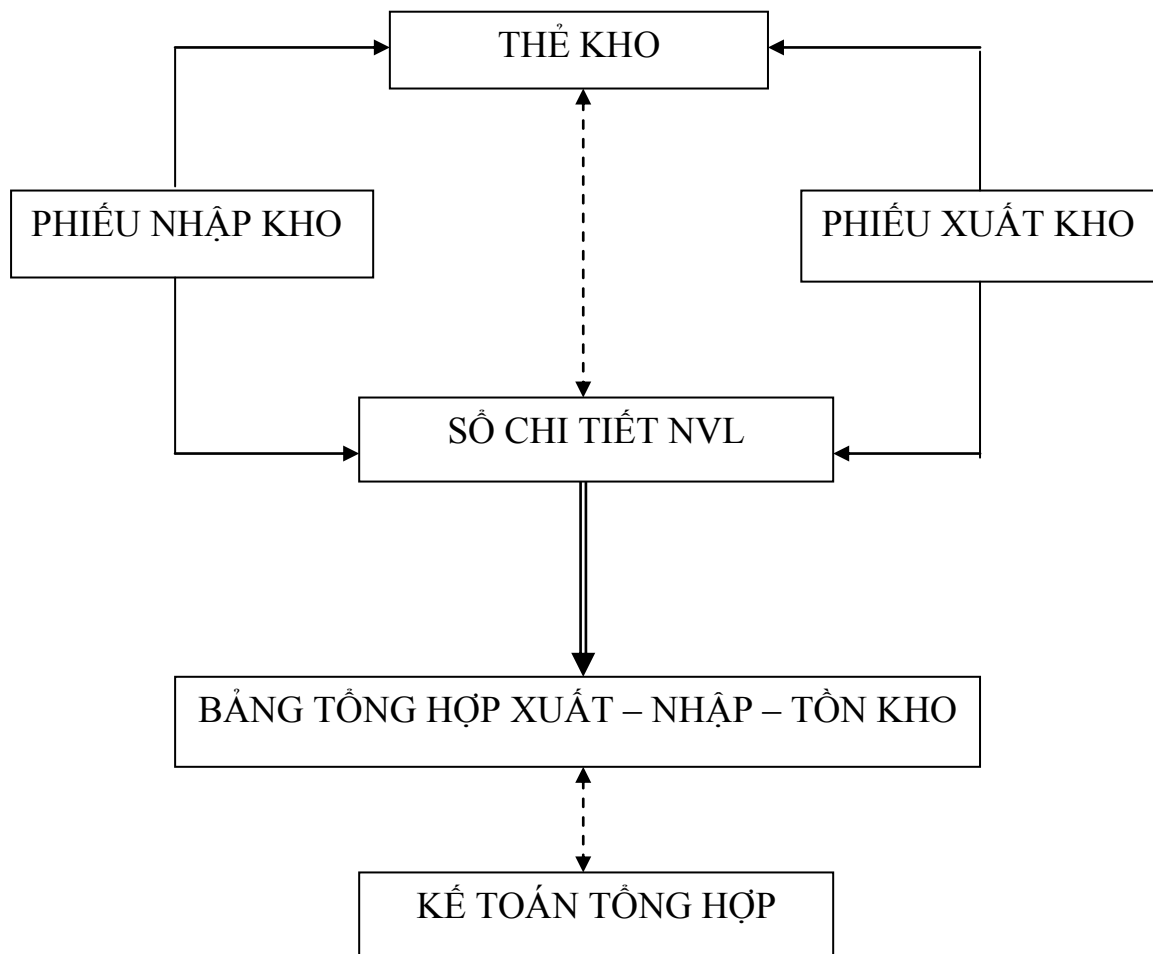 THẺ KHO
PHIẾU NHẬP KHO
PHIẾU XUẤT KHO
SỔ CHI TIẾT NVL
BẢNG TỔNG HỢP XUẤT – NHẬP – TỒN KHO
KẾ TOÁN TỔNG HỢP